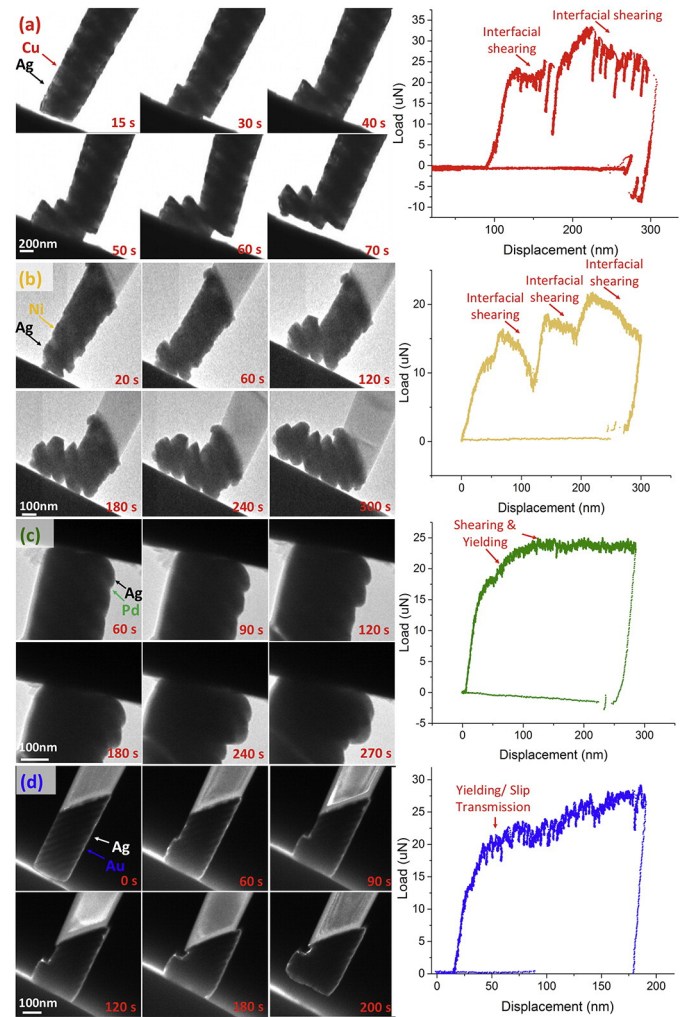 (a)
Cu
Ag
15 s
30 s
40 s
50 s
60 s
70 s
200nm
Interfacial shearing
Interfacial
shearing
Load (uN)
35
30
25
20
15
10
5
0
-5
-10
100
200
300
Displacement (nm)
(b)
Ni
Ag
20 s
60 s
120 s
180 s
240 s
300 s
100nm
Interfacial
shearing
Interfacial
shearing
Interfacial
shearing
Load (uN)
20
10
0
0
100
200
300
Displacement (nm)
(c)
Ag
Pd
60 s
90 s
120 s
180 s
240 s
270 s
100nm
Shearing &
Yielding
Load (uN)
25
20
15
10
5
0
-5
0
100
200
300
Displacement (nm)
(d)
Ag
Au
0 s
60 s
90 s
120 s
180 s
200 s
100nm
Yielding/ Slip
Transmission
Load (uN)
30
25
20
15
10
5
0
0
50
100
150
200
Displacement (nm)